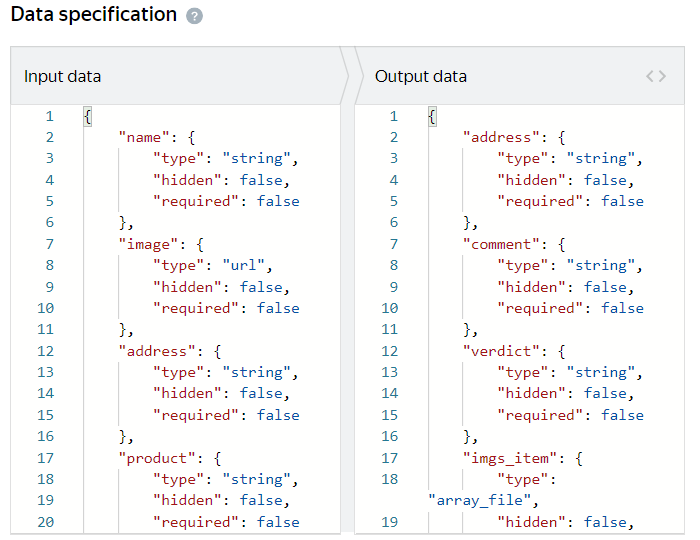 Data specification ?
Input data
1 {
2 "name": {
3 "type": "string",
4 "hidden": false,
5 "required": false
6 },
7 "image": {
8 "type": "url",
9 "hidden": false,
10 "required": false
11 },
12 "address": {
13 "type": "string",
14 "hidden": false,
15 "required": false
16 },
17 "product": {
18 "type": "string",
19 "hidden": false,
20 "required": false
Output data <>
1 {
2 "address": {
3 "type": "string",
4 "hidden": false,
5 "required": false
6 },
7 "comment": {
8 "type": "string",
9 "hidden": false,
10 "required": false
11 },
12 "verdict": {
13 "type": "string",
14 "hidden": false,
15 "required": false
16 },
17 "imgs_item": {
18 "type":
"array_file",
19 "hidden": false,